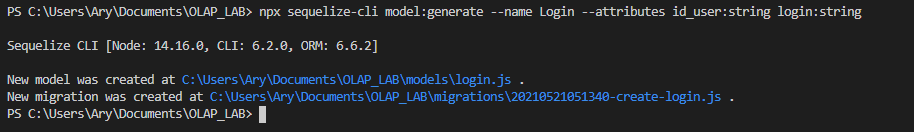 PS C:\Users\Ary\Documents\OLAP_LAB> npx sequelize-cli model:generate --name Login --attributes id_user:string login:string
Sequelize CLI [Node: 14.16.0, CLI: 6.2.0, ORM: 6.6.2]
New model was created at C:\Users\Ary\Documents\OLAP_LAB\models\login.js .
New migration was created at C:\Users\Ary\Documents\OLAP_LAB\migrations\20210521051340-create-login.js .
PS C:\Users\Ary\Documents\OLAP_LAB>